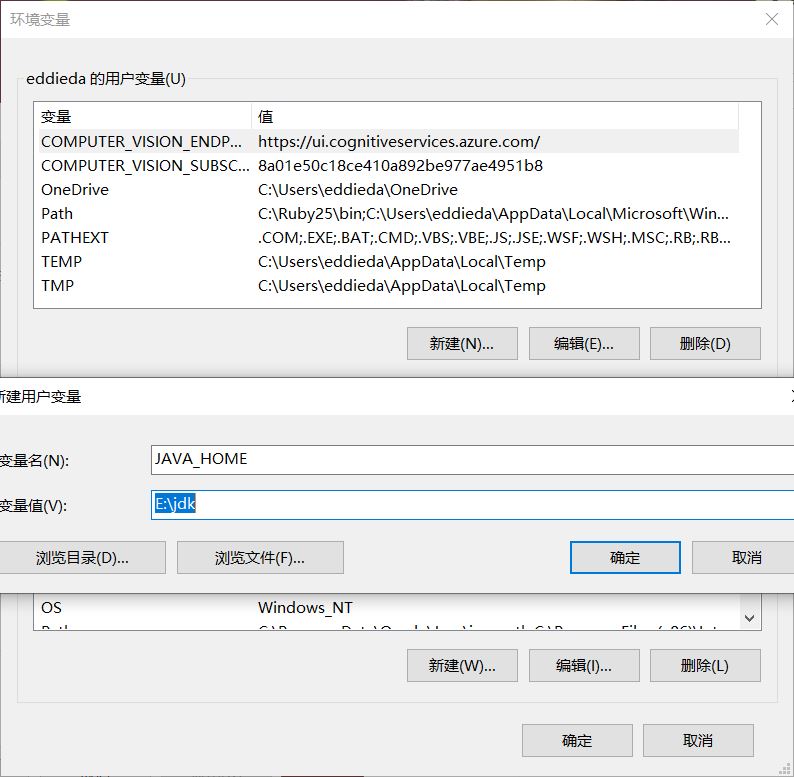 环境变量
eddieda 的用户变量(U)
变量 值
COMPUTER_VISION_ENDP... https://ui.cognitiveservices.azure.com/
COMPUTER_VISION_SUBSC... 8a01e50c18ce410a892be977ae4951b8
OneDrive C:\Users\eddieda\OneDrive
Path C:\Ruby25\bin;C:\Users\eddieda\AppData\Local\Microsoft\Win...
PATHEXT .COM;.EXE;.BAT;.CMD;.VBS;.VBE;.JS;.JSE;.WSF;.WSH;.MSC;.RB;.RB...
TEMP C:\Users\eddieda\AppData\Local\Temp
TMP C:\Users\eddieda\AppData\Local\Temp
新建(N)... 编辑(E)... 删除(D)
新建用户变量
变量名(N): JAVA_HOME
变量值(V): E:\jdk
浏览目录(D)... 浏览文件(F)... 确定 取消
OS Windows_NT
新建(W)... 编辑(I)... 删除(L)
确定 取消